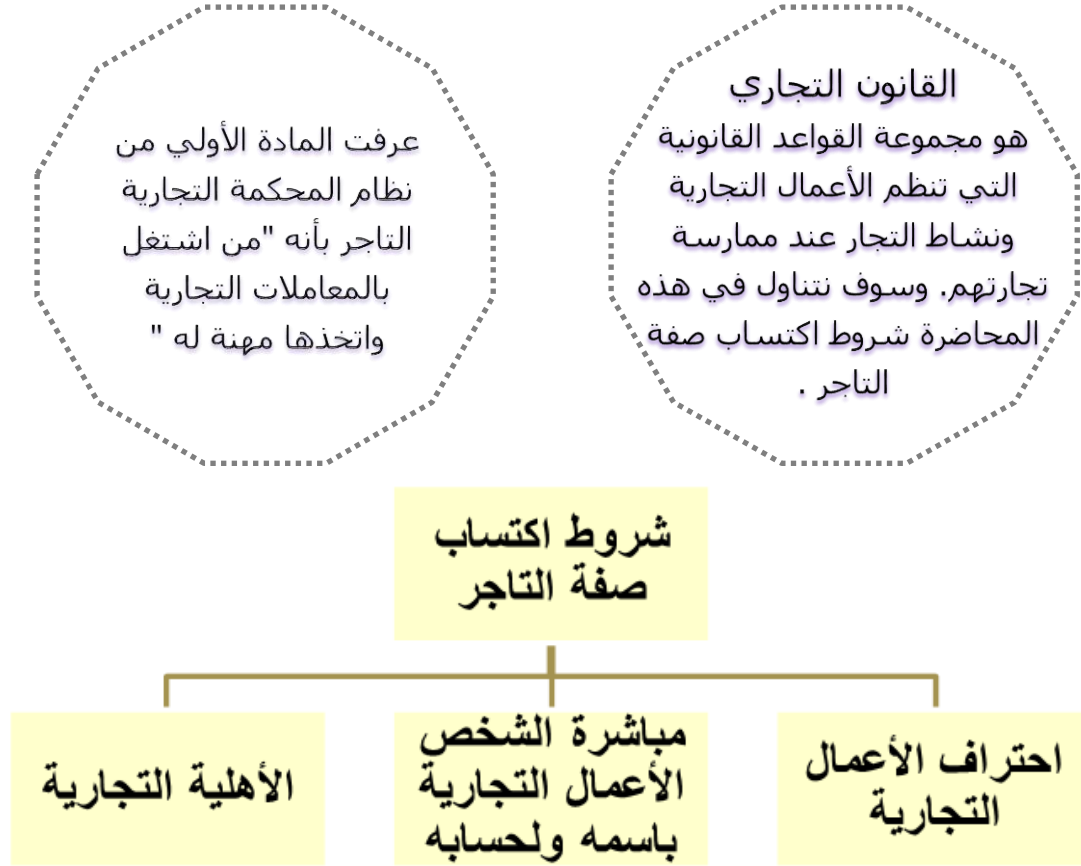 القانون التجاري
هو مجموعة القواعد القانونية
التي تنظم الأعمال التجارية
ونشاط التجار عند ممارسة
تجارتهم. وسوف نتناول في هذه
المحاضرة شروط اكتساب صفة
التاجر .
عرفت المادة الأولي من
نظام المحكمة التجارية
التاجر بأنه "من اشتغل
بالمعاملات التجارية
واتخذها مهنة له "
شروط اكتساب
صفة التاجر
احتراف الأعمال
التجارية
مباشرة الشخص
الأعمال التجارية
باسمه ولحسابه
الأهلية التجارية